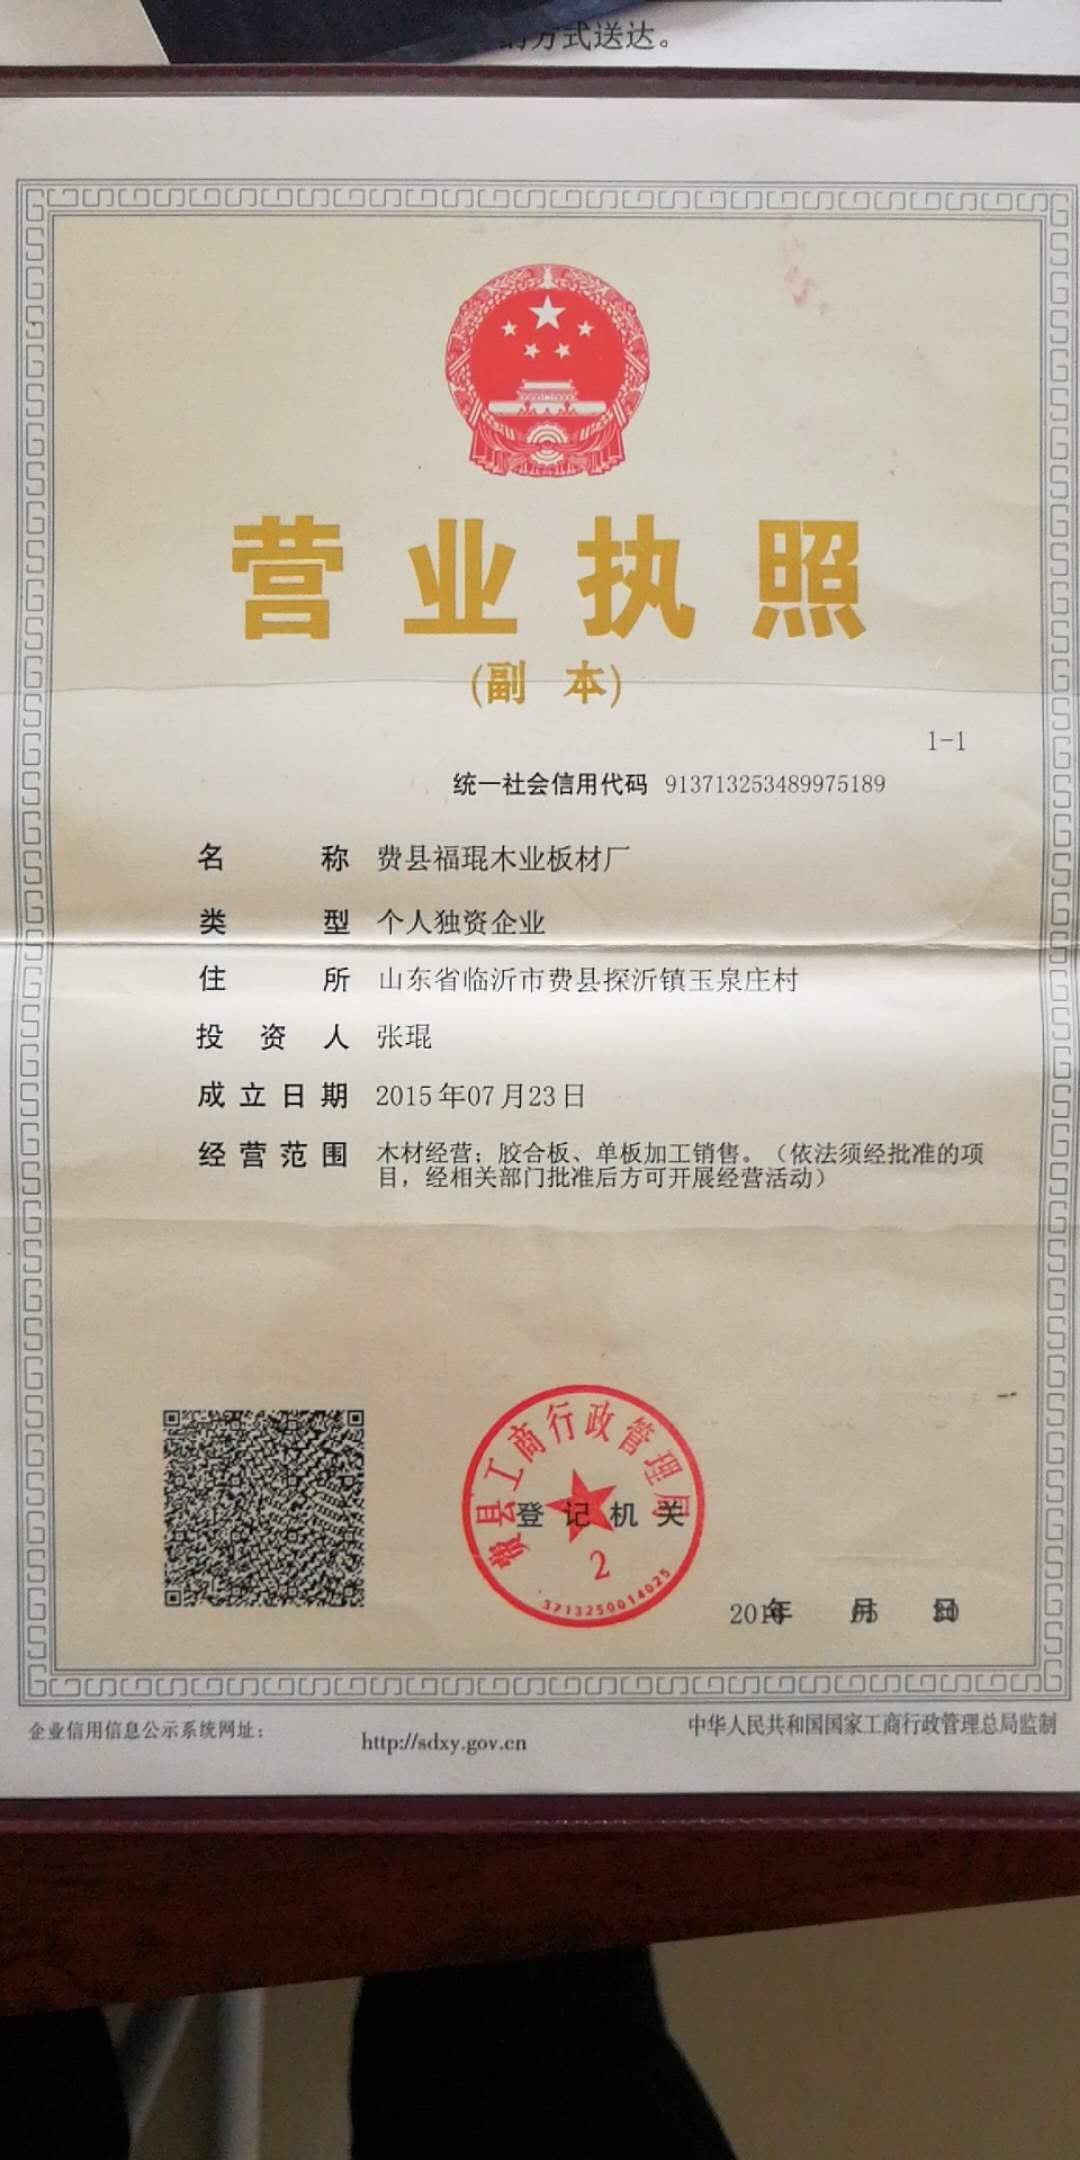 方式送达。
营业执照
(副 本)
1-1
统一社会信用代码 913713253489975189
名 称 费县福琨木业板材厂
类 型 个人独资企业
住 所 山东省临沂市费县探沂镇玉泉庄村
投 资 人 张琨
成立日期 2015年07月23日
经营范围 木材经营；胶合板、单板加工销售。（依法须经批准的项
目，经相关部门批准后方可开展经营活动）
费县工商行政管理局
登记机关
2
3713250014025
年 月 日
企业信用信息公示系统网址：
http://sdxy.gov.cn
中华人民共和国国家工商行政管理总局监制